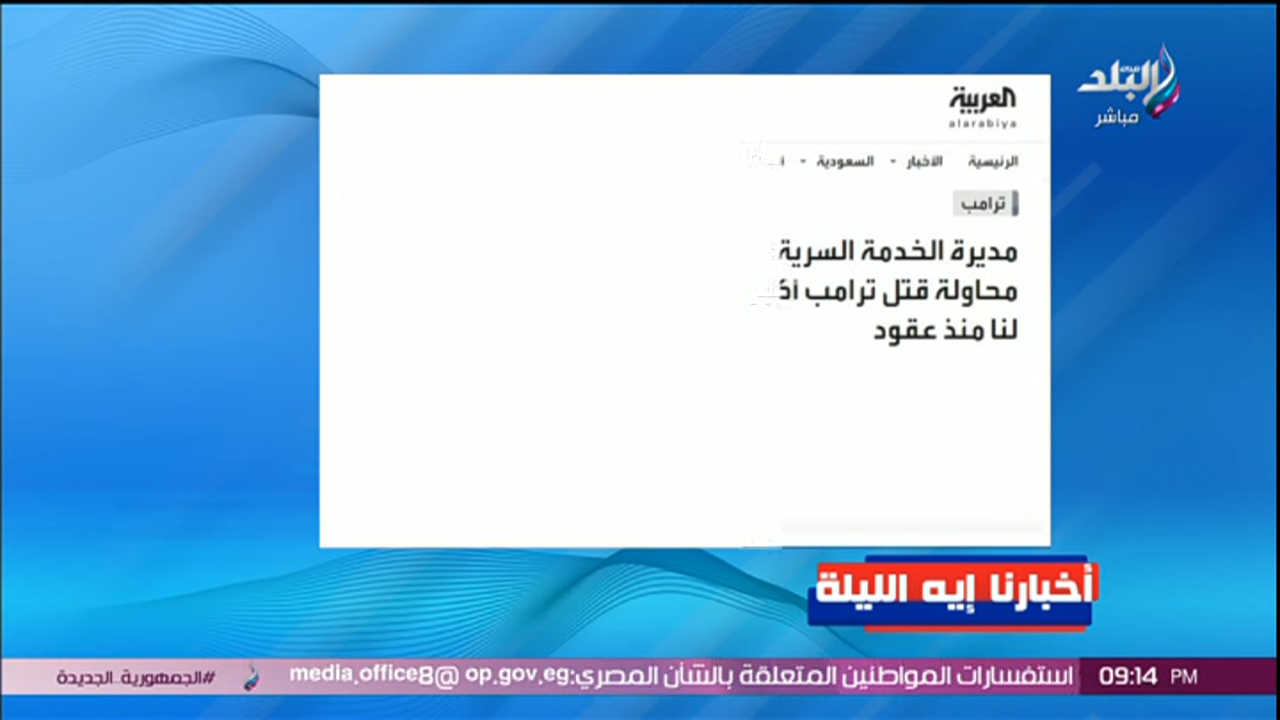 صدى
البلد
مباشر
العربية
alarabiya
الرئيسية الأخبار السعودية
ترامب
مديرة الخدمة السرية
محاولة قتل ترامب
لنا منذ عقود
أخبارنا إيه الليلة
09:14 PM استفسارات المواطنين المتعلقة بالشأن المصري:media.office8@ op.gov.eg #الجمهورية_الجديدة